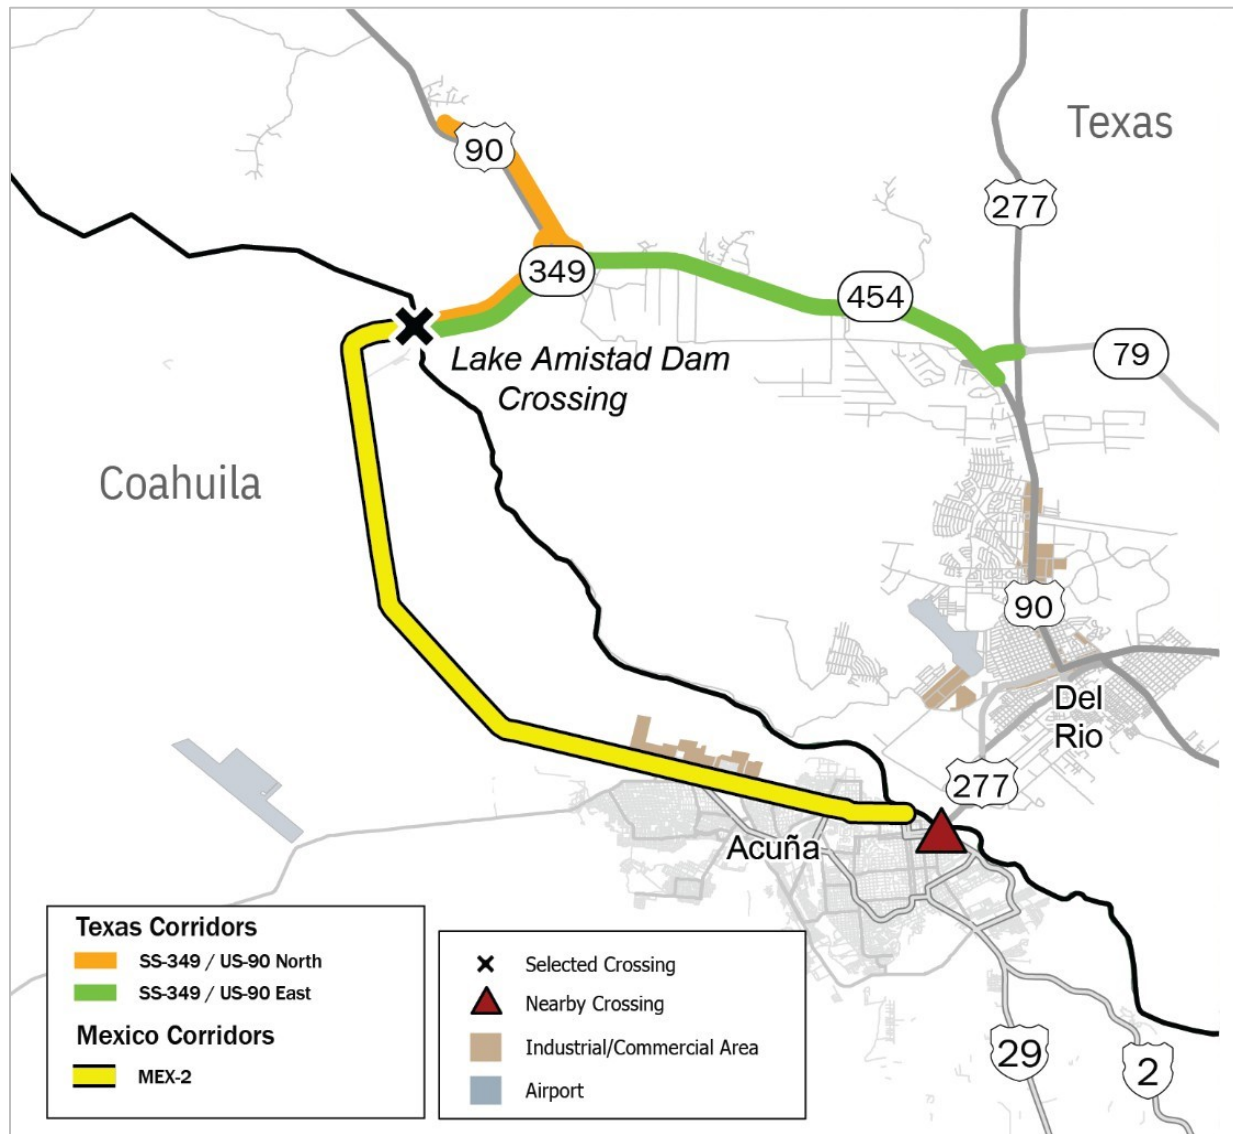 Texas
90
277
349
454
79
Lake Amistad Dam
Crossing
Coahuila
90
Del
Rio
277
Acuña
29
2
Texas Corridors
SS-349 / US-90 North
SS-349 / US-90 East
Mexico Corridors
MEX-2
Selected Crossing
Nearby Crossing
Industrial/Commercial Area
Airport